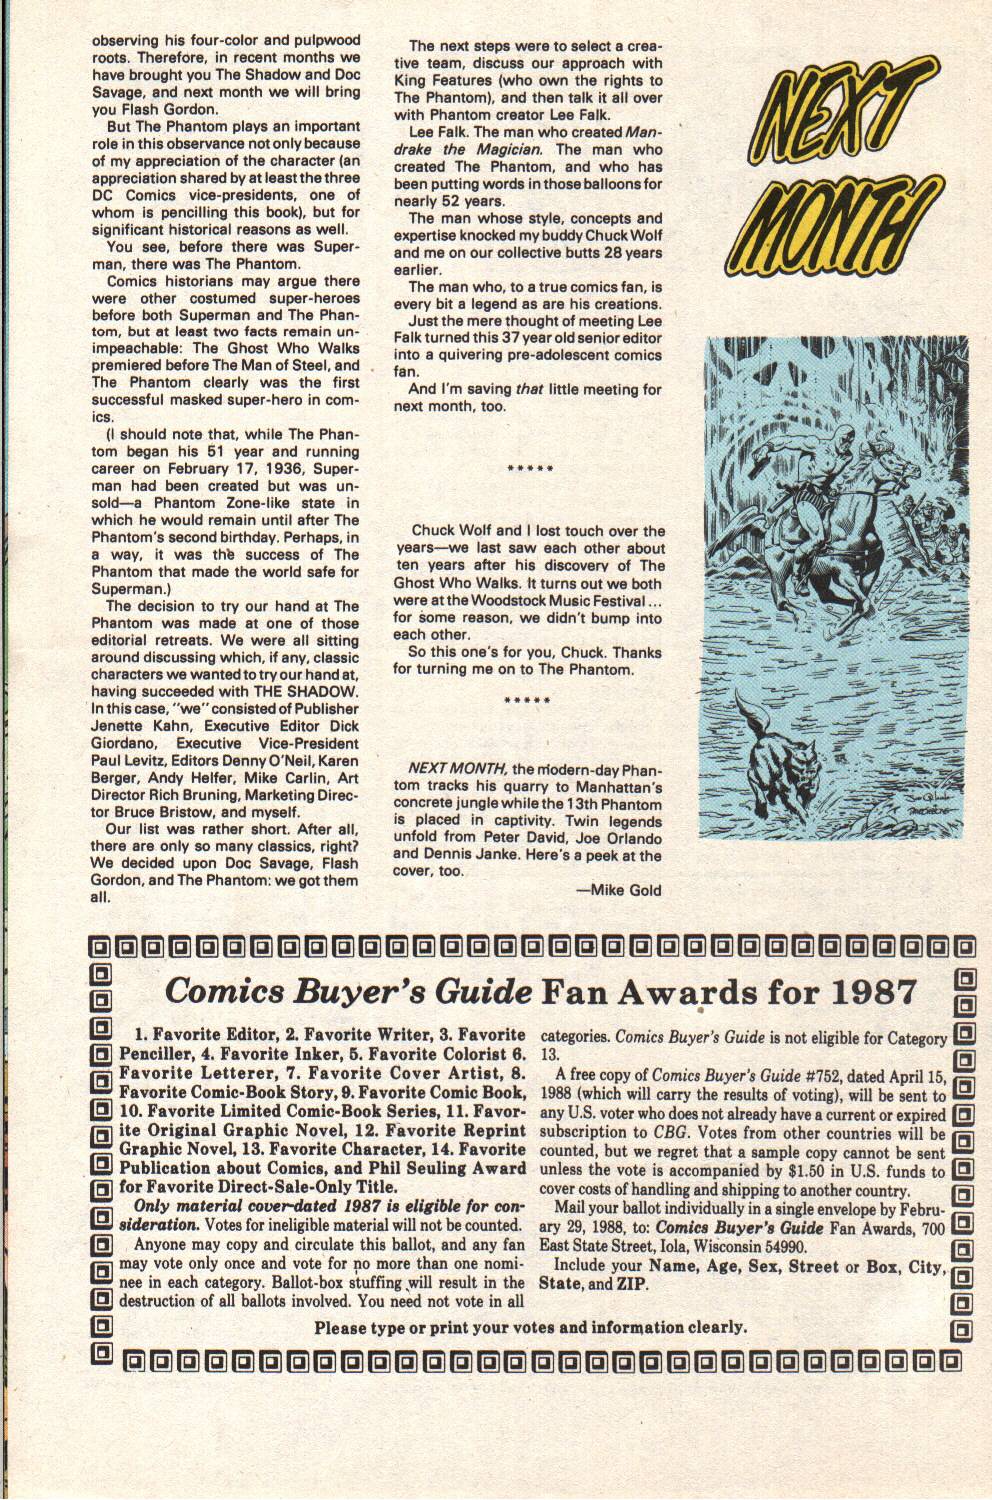 observing his four-color and pulpwood
roots. Therefore, in recent months we
have brought you The Shadow and Doc
Savage, and next month we will bring
you Flash Gordon.
But The Phantom plays an important
role in this observance not only because
of my appreciation of the character (an
appreciation shared by at least the three
DC Comics vice-presidents, one of
whom is pencilling this book), but for
significant historical reasons as well.
You see, before there was Super-
man, there was The Phantom.
Comics historians may argue there
were other costumed super-heroes
before both Superman and The Phan-
tom, but at least two facts remain un-
impeachable: The Ghost Who Walks
premiered before The Man of Steel, and
The Phantom clearly was the first
successful masked super-hero in com-
ics.
(I should note that, while The Phan-
tom began his 51 year and running
career on February 17, 1936, Super-
man had been created but was un-
sold—a Phantom Zone-like state in
which he would remain until after The
Phantom's second birthday. Perhaps, in
a way, it was the success of The
Phantom that made the world safe for
Superman.)
The decision to try our hand at The
Phantom was made at one of those
editorial retreats. We were all sitting
around discussing which, if any, classic
characters we wanted to try our hand at,
having succeeded with THE SHADOW.
In this case, "we" consisted of Publisher
Jenette Kahn, Executive Editor Dick
Giordano, Executive Vice-President
Paul Levitz, Editors Denny O'Neil, Karen
Berger, Andy Helfer, Mike Carlin, Art
Director Rich Bruning, Marketing Direc-
tor Bruce Bristow, and myself.
Our list was rather short. After all,
there are only so many classics, right?
We decided upon Doc Savage, Flash
Gordon, and The Phantom: we got them
all.
The next steps were to select a crea-
tive team, discuss our approach with
King Features (who own the rights to
The Phantom), and then talk it all over
with Phantom creator Lee Falk.
Lee Falk. The man who created Man-
drake the Magician. The man who
created The Phantom, and who has
been putting words in those balloons for
nearly 52 years.
The man whose style, concepts and
expertise knocked my buddy Chuck Wolf
and me on our collective butts 28 years
earlier.
The man who, to a true comics fan, is
every bit a legend as are his creations.
Just the mere thought of meeting Lee
Falk turned this 37 year old senior editor
into a quivering pre-adolescent comics
fan.
And I'm saving that little meeting for
next month, too.
*****
Chuck Wolf and I lost touch over the
years—we last saw each other about
ten years after his discovery of The
Ghost Who Walks. It turns out we both
were at the Woodstock Music Festival ...
for some reason, we didn't bump into
each other.
So this one's for you, Chuck. Thanks
for turning me on to The Phantom.
*****
NEXT MONTH, the modern-day Phan-
tom tracks his quarry to Manhattan's
concrete jungle while the 13th Phantom
is placed in captivity. Twin legends
unfold from Peter David, Joe Orlando
and Dennis Janke. Here's a peek at the
cover, too.
—Mike Gold
NEXT
MONTH
Comics Buyer's Guide Fan Awards for 1987
1. Favorite Editor, 2. Favorite Writer, 3. Favorite
Penciller, 4. Favorite Inker, 5. Favorite Colorist 6.
Favorite Letterer, 7. Favorite Cover Artist, 8.
Favorite Comic-Book Story, 9. Favorite Comic Book,
10. Favorite Limited Comic-Book Series, 11. Favor-
ite Original Graphic Novel, 12. Favorite Reprint
Graphic Novel, 13. Favorite Character, 14. Favorite
Publication about Comics, and Phil Seuling Award
for Favorite Direct-Sale-Only Title.
Only material cover-dated 1987 is eligible for con-
sideration. Votes for ineligible material will not be counted.
Anyone may copy and circulate this ballot, and any fan
may vote only once and vote for no more than one nomi-
nee in each category. Ballot-box stuffing will result in the
destruction of all ballots involved. You need not vote in all
categories. Comics Buyer's Guide is not eligible for Category
13.
A free copy of Comics Buyer's Guide #752, dated April 15,
1988 (which will carry the results of voting), will be sent to
any U.S. voter who does not already have a current or expired
subscription to CBG. Votes from other countries will be
counted, but we regret that a sample copy cannot be sent
unless the vote is accompanied by $1.50 in U.S. funds to
cover costs of handling and shipping to another country.
Mail your ballot individually in a single envelope by Febru-
ary 29, 1988, to: Comics Buyer's Guide Fan Awards, 700
East State Street, Iola, Wisconsin 54990.
Include your Name, Age, Sex, Street or Box, City,
State, and ZIP.
Please type or print your votes and information clearly.